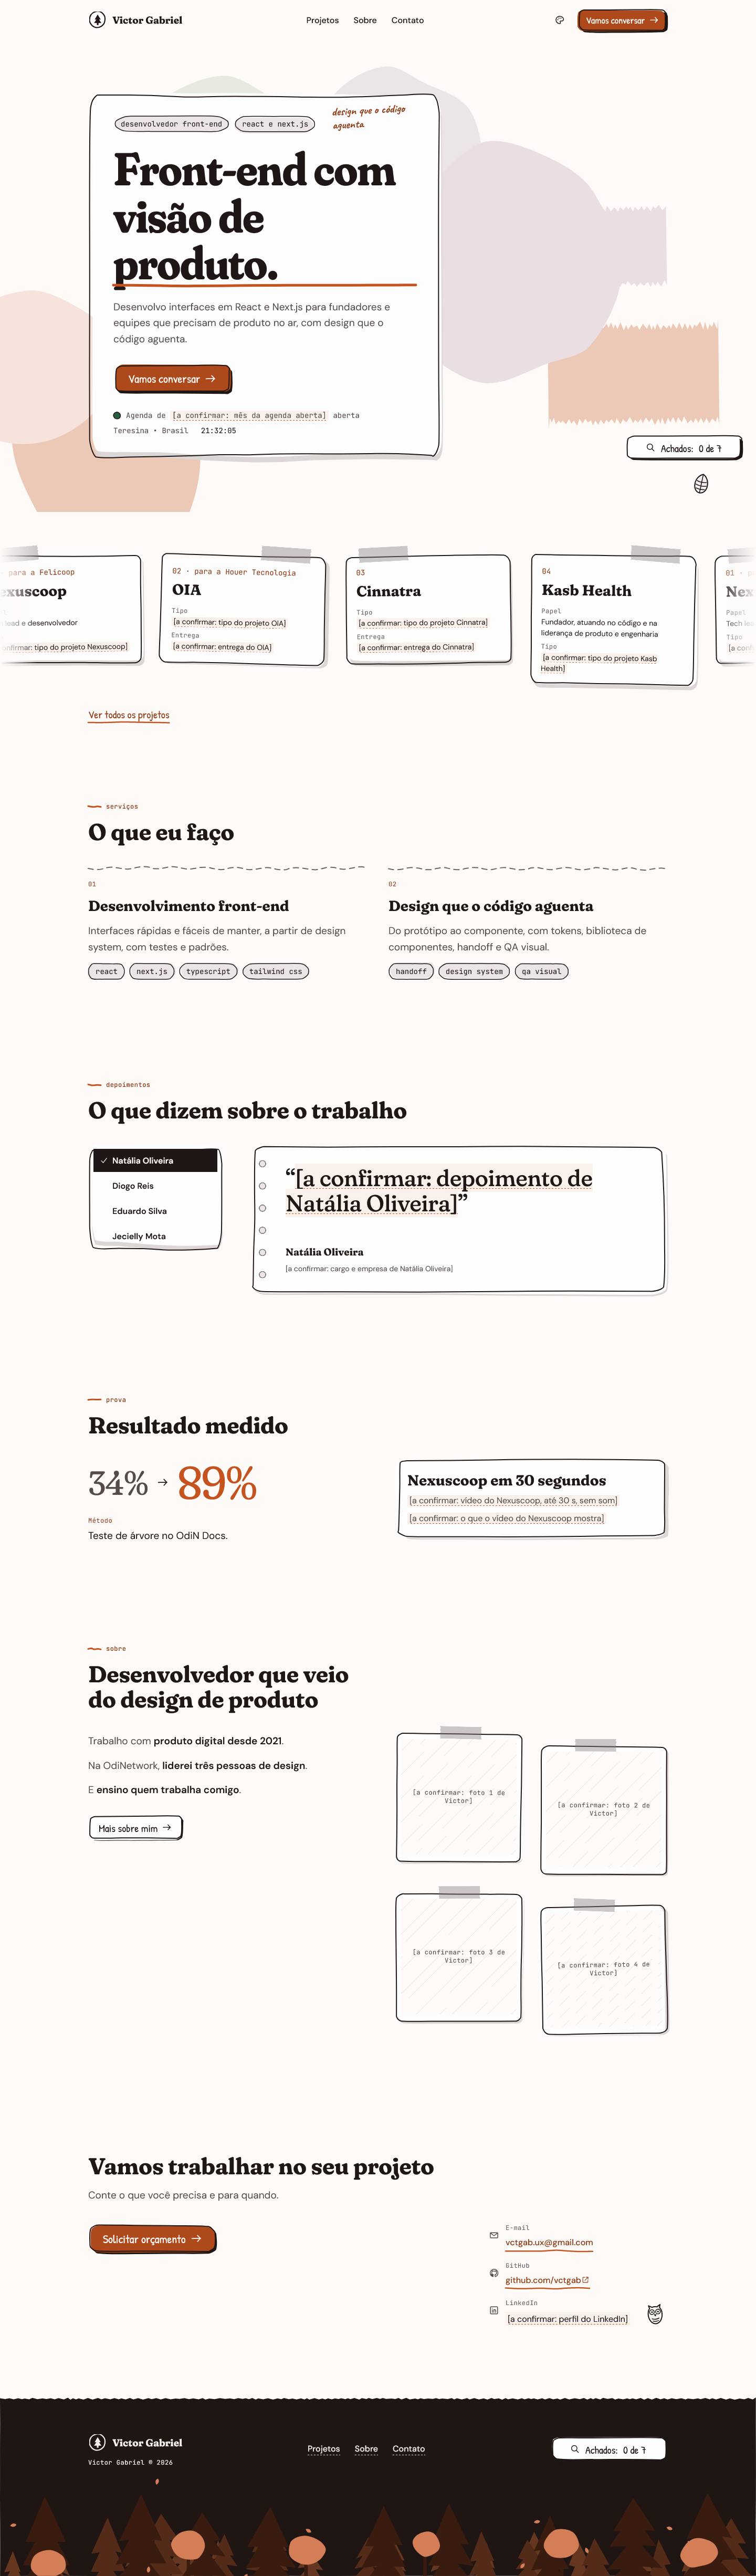 Victor Gabriel
Projetos Sobre Contato
Vamos conversar →
desenvolvedor front-end
react e next.js
design que o código
aguenta
Front-end com
visão de
produto.
Desenvolvo interfaces em React e Next.js para fundadores e
equipes que precisam de produto no ar, com design que o
código aguenta.
Vamos conversar →
Agenda de [a confirmar: mês da agenda aberta] aberta
Teresina • Brasil 21:32:05
Achados: 0 de 7
para a Felicoop
exuscoop
lead e desenvolvedor
nfirmar: tipo do projeto Nexuscoop]
02 · para a Houer Tecnologia
OIA
Tipo
[a confirmar: tipo do projeto OIA]
Entrega
[a confirmar: entrega do OIA]
03
Cinnatra
Tipo
[a confirmar: tipo do projeto Cinnatra]
Entrega
[a confirmar: entrega do Cinnatra]
04
Kasb Health
Papel
Fundador, atuando no código e na
liderança de produto e engenharia
Tipo
[a confirmar: tipo do projeto Kasb
Health]
01 ·
Nex
Papel
Tech lea
Tipo
[a conf
Ver todos os projetos
serviços
O que eu faço
01
Desenvolvimento front-end
Interfaces rápidas e fáceis de manter, a partir de design
system, com testes e padrões.
react
next.js
typescript
tailwind css
02
Design que o código aguenta
Do protótipo ao componente, com tokens, biblioteca de
componentes, handoff e QA visual.
handoff
design system
qa visual
depoimentos
O que dizem sobre o trabalho
Natália Oliveira
Diogo Reis
Eduardo Silva
Jecielly Mota
“[a confirmar: depoimento de
Natália Oliveira]”
Natália Oliveira
[a confirmar: cargo e empresa de Natália Oliveira]
prova
Resultado medido
34% → 89%
Método
Teste de árvore no OdiN Docs.
Nexuscoop em 30 segundos
[a confirmar: vídeo do Nexuscoop, até 30 s, sem som]
[a confirmar: o que o vídeo do Nexuscoop mostra]
sobre
Desenvolvedor que veio
do design de produto
Trabalho com produto digital desde 2021.
Na OdiNetwork, liderei três pessoas de design.
E ensino quem trabalha comigo.
Mais sobre mim →
[a confirmar: foto 1 de
Victor]
[a confirmar: foto 2 de
Victor]
[a confirmar: foto 3 de
Victor]
[a confirmar: foto 4 de
Victor]
Vamos trabalhar no seu projeto
Conte o que você precisa e para quando.
Solicitar orçamento →
E-mail
vctgab.ux@gmail.com
GitHub
github.com/vctgab
LinkedIn
[a confirmar: perfil do LinkedIn]
Victor Gabriel
Victor Gabriel © 2026
Projetos Sobre Contato
Achados: 0 de 7